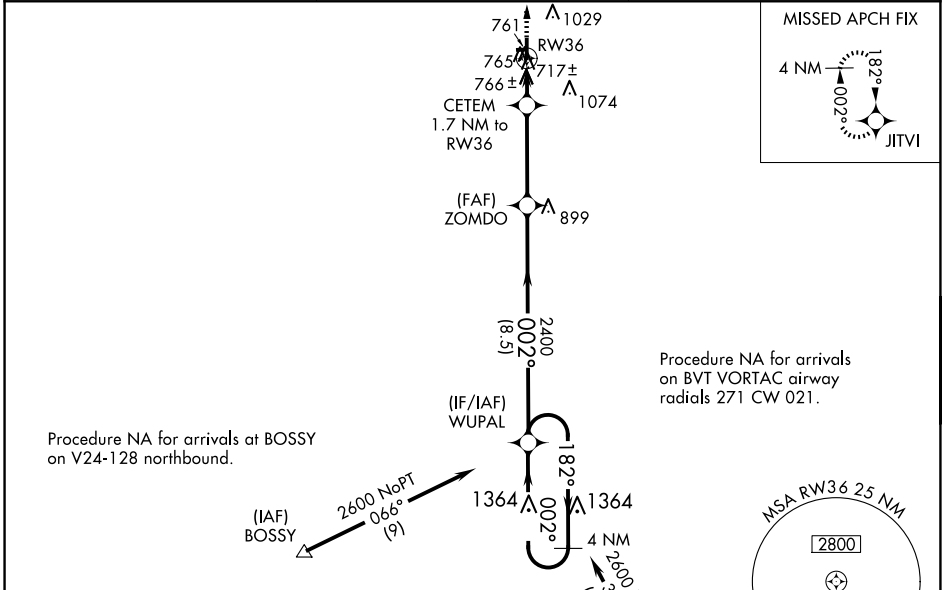 1029
761
RW36
765
717±
766±
1074
CETEM
1.7 NM to
RW36
(FAF)
ZOMDO
899
2400
002°
(8.5)
(IF/IAF)
WUPAL
182°
1364
002°
1364
4 NM
2600
Procedure NA for arrivals at BOSSY
on V24-128 northbound.
(IAF)
BOSSY
2600 NoPT
066°
(9)
MISSED APCH FIX
4 NM
182°
002°
JITVI
Procedure NA for arrivals
on BVT VORTAC airway
radials 271 CW 021.
MSA RW36 25 NM
2800